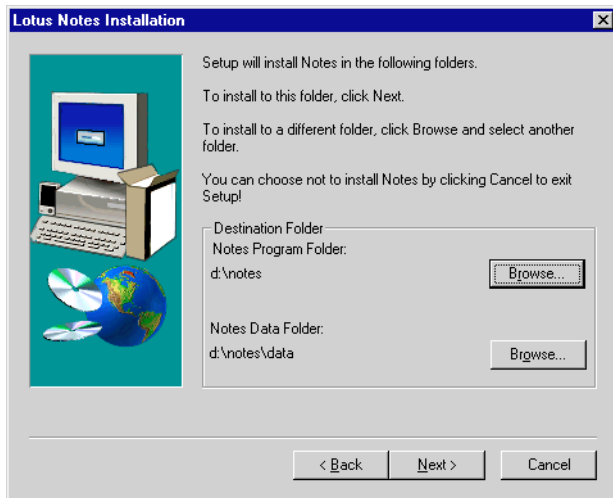 Lotus Notes Installation
Setup will install Notes in the following folders.
To install to this folder, click Next.
To install to a different folder, click Browse and select another
folder.
You can choose not to install Notes by clicking Cancel to exit
Setup!
Destination Folder
Notes Program Folder:
d:\notes
Browse...
Notes Data Folder:
d:\notes\data
Browse...
< Back
Next >
Cancel